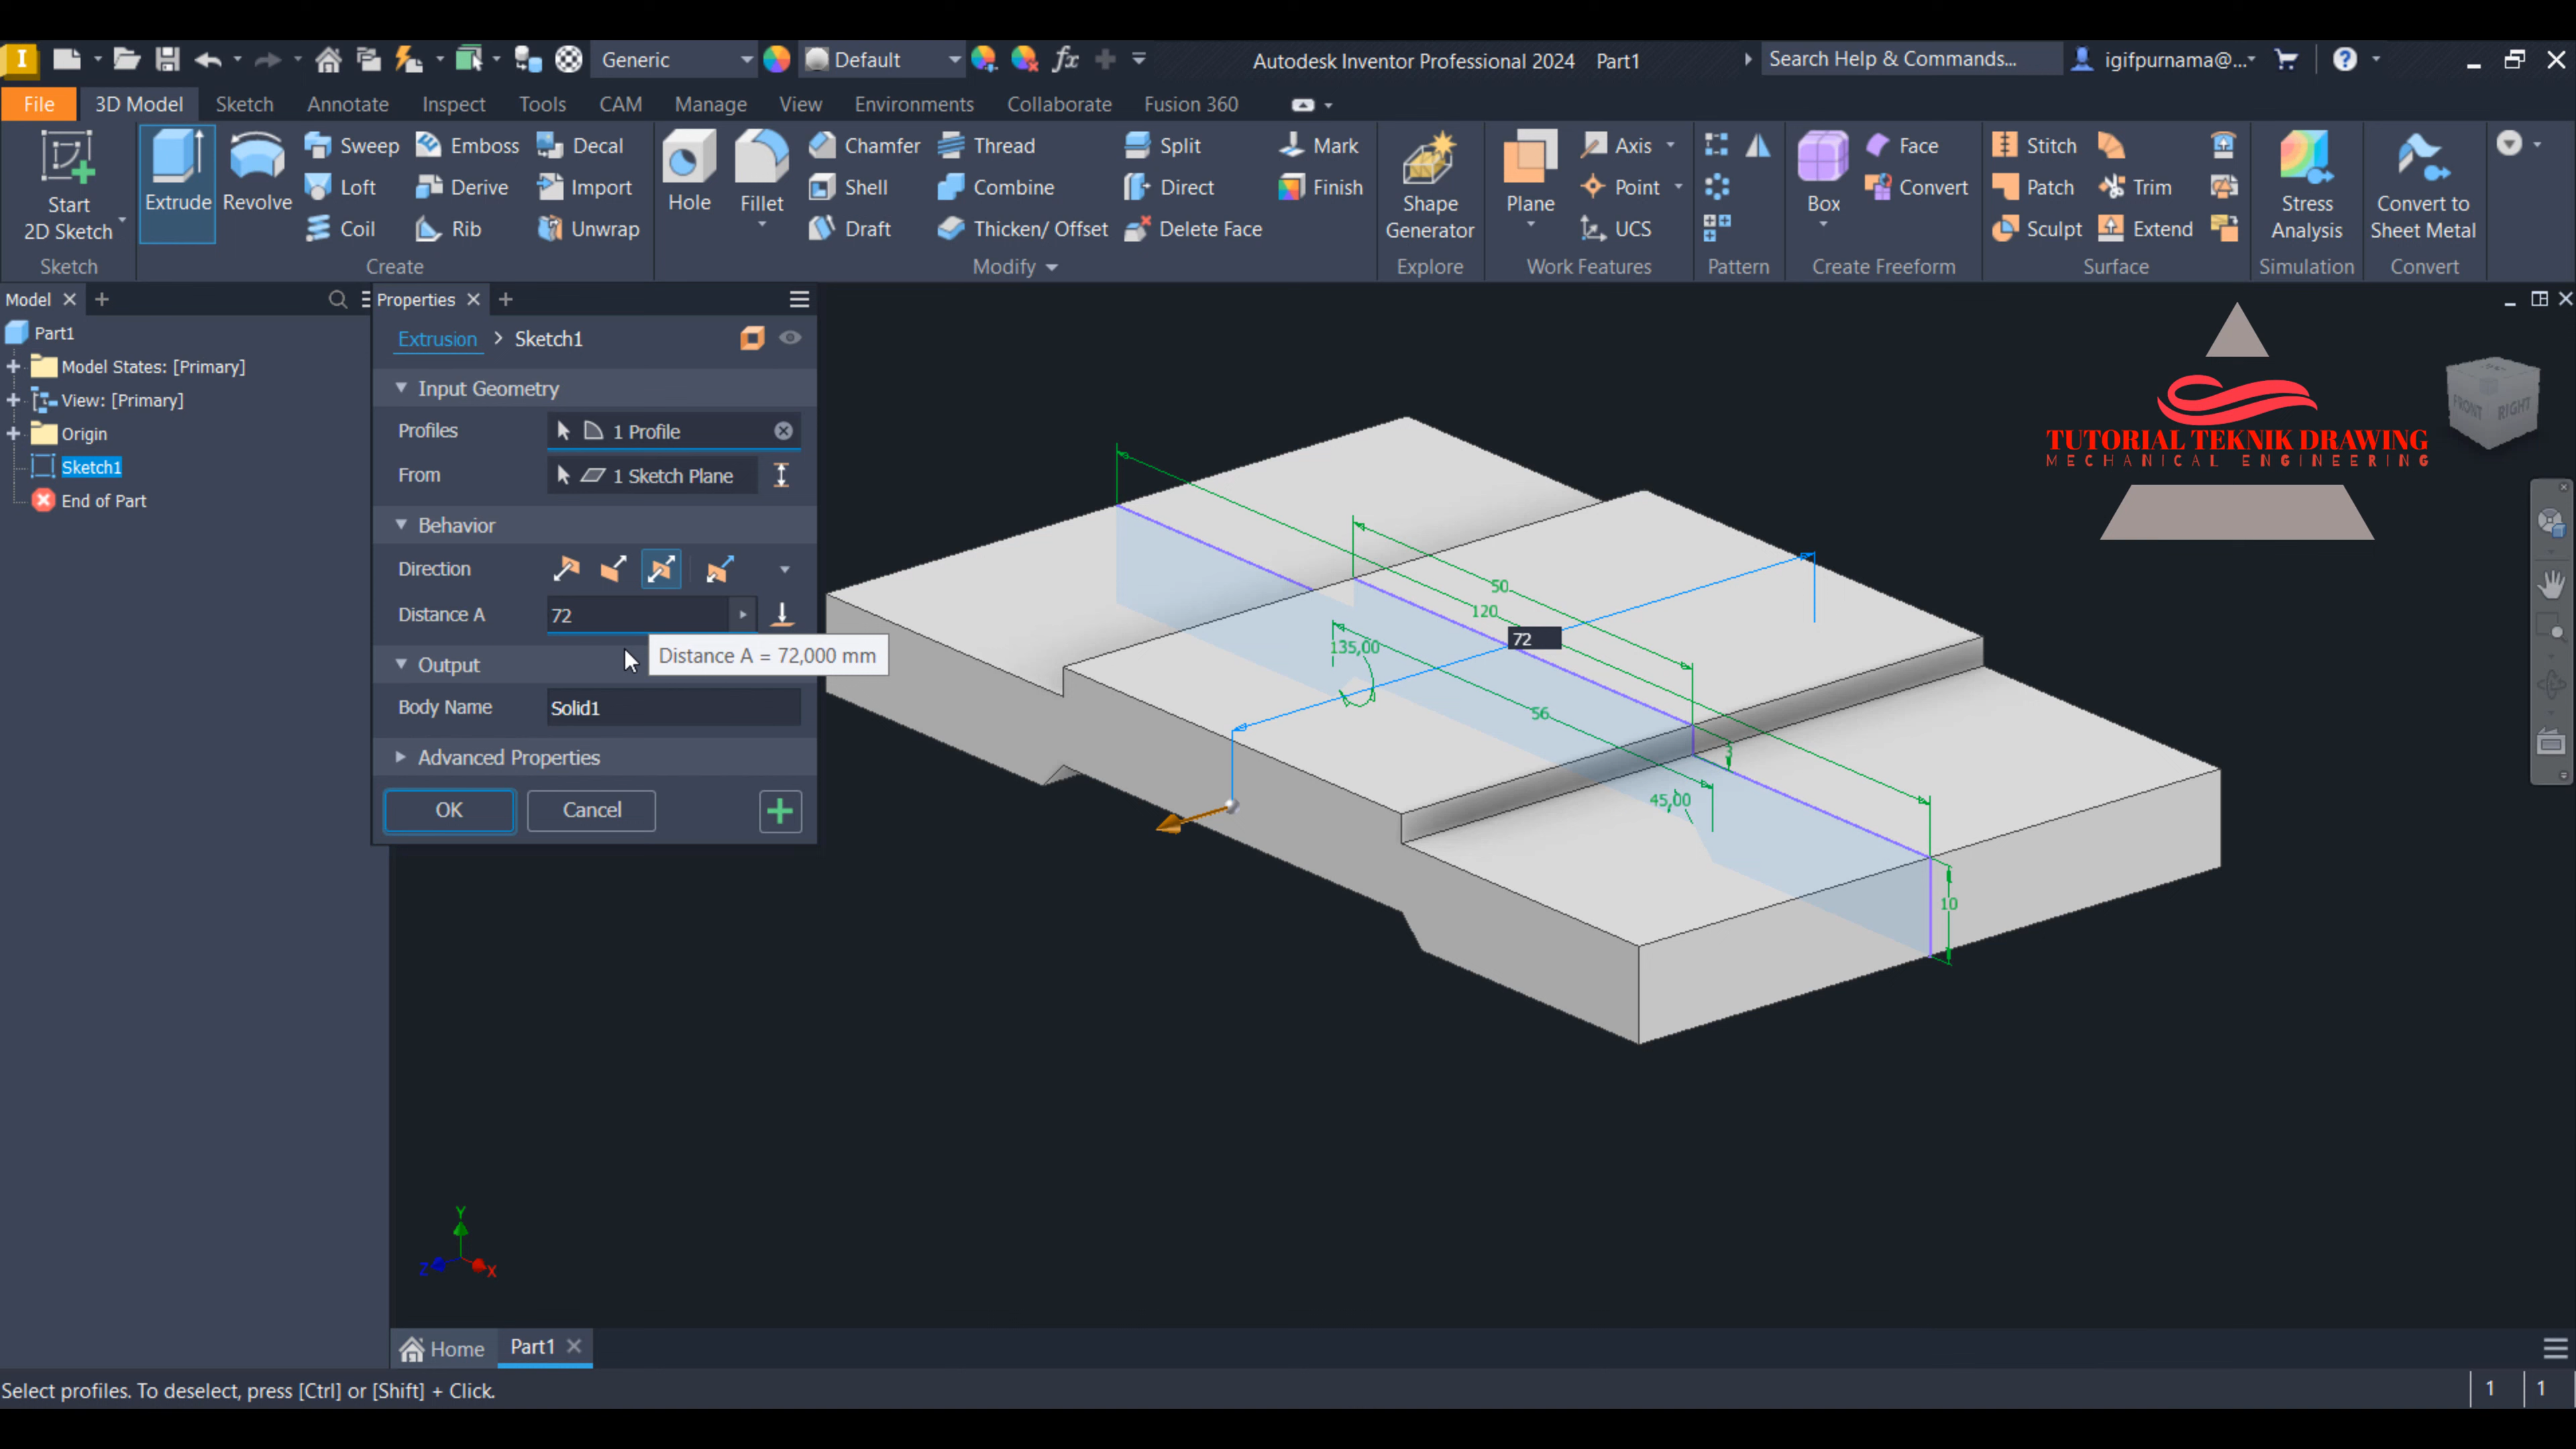 I Generic Default fx Autodesk Inventor Professional 2024 Part1 Search Help & Commands... igifpurnama@... ?
File 3D Model Sketch Annotate Inspect Tools CAM Manage View Environments Collaborate Fusion 360
Start 2D Sketch
Extrude Revolve
Sweep Emboss Decal
Loft Derive Import
Coil Rib Unwrap
Hole Fillet
Chamfer Thread Split Mark
Shell Combine Direct Finish
Draft Thicken/ Offset Delete Face
Shape Generator
Plane
Axis
Point
UCS
Box
Face
Convert
Stitch
Patch Trim
Sculpt Extend
Stress Analysis
Convert to Sheet Metal
Sketch Create Modify Explore Work Features Pattern Create Freeform Surface Simulation Convert
Model
Part1
Model States: [Primary]
View: [Primary]
Origin
Sketch1
End of Part
Properties
Extrusion > Sketch1
Input Geometry
Profiles 1 Profile
From 1 Sketch Plane
Behavior
Direction
Distance A 72
Distance A = 72,000 mm
Output
Body Name Solid1
Advanced Properties
OK Cancel
50
120
72
135,00
56
3
45,00
10
TUTORIAL TEKNIK DRAWING
MECHANICAL ENGINEERING
FRONT RIGHT
Y
Z X
Home Part1
Select profiles. To deselect, press [Ctrl] or [Shift] + Click. 1 1